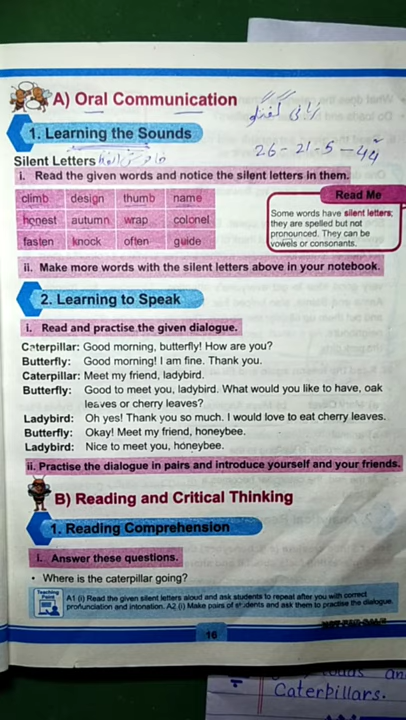 A) Oral Communication زبانی گفتگو
1. Learning the Sounds
Silent Letters خاموش
i. Read the given words and notice the silent letters in them.
climb design thumb name
honest autumn wrap colonel
fasten knock often guide
Read Me
Some words have silent letters;
they are spelled but not
pronounced. They can be
vowels or consonants.
ii. Make more words with the silent letters above in your notebook.
2. Learning to Speak
i. Read and practise the given dialogue.
Caterpillar: Good morning, butterfly! How are you?
Butterfly: Good morning! I am fine. Thank you.
Caterpillar: Meet my friend, ladybird.
Butterfly: Good to meet you, ladybird. What would you like to have, oak
leaves or cherry leaves?
Ladybird: Oh yes! Thank you so much. I would love to eat cherry leaves.
Butterfly: Okay! Meet my friend, honeybee.
Ladybird: Nice to meet you, honeybee.
ii. Practise the dialogue in pairs and introduce yourself and your friends.
B) Reading and Critical Thinking
1. Reading Comprehension
i. Answer these questions.
• Where is the caterpillar going?
Teaching Point
A1 (i) Read the given silent letters aloud and ask students to repeat after you with correct
pronunciation and intonation. A2 (i) Make pairs of students and ask them to practise the dialogue.
16
NOT FOR SALE
Caterpillars.